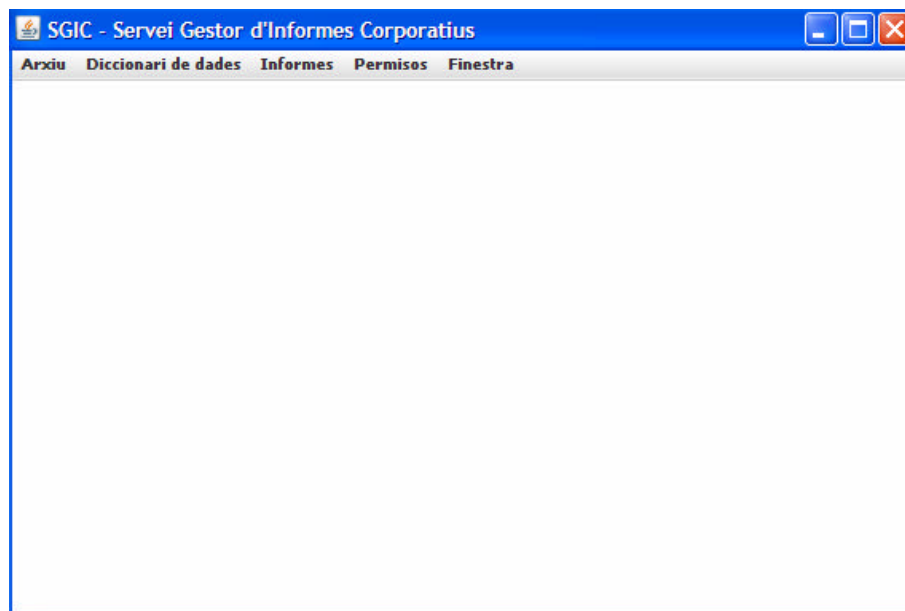 SGIC - Servei Gestor d'Informes Corporatius
Arxiu Diccionari de dades Informes Permisos Finestra